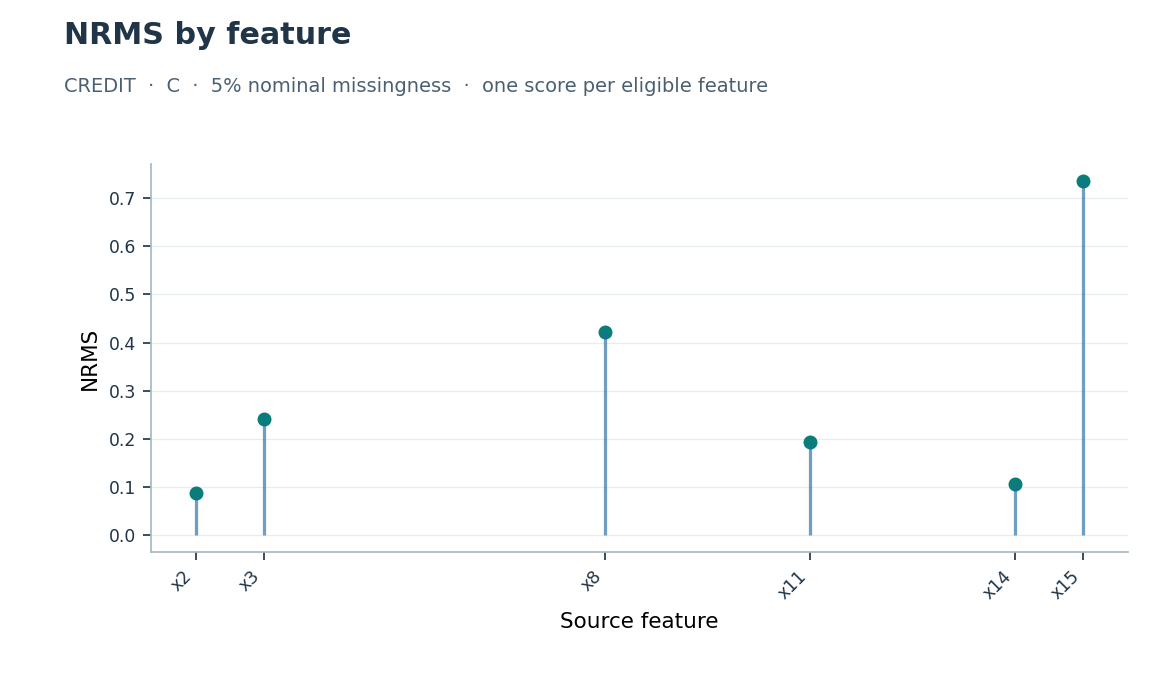 NRMS by feature
CREDIT · C · 5% nominal missingness · one score per eligible feature
0.7
0.6
0.5
0.4
0.3
0.2
0.1
0.0
NRMS
x2 x3 x8 x11 x14 x15
Source feature